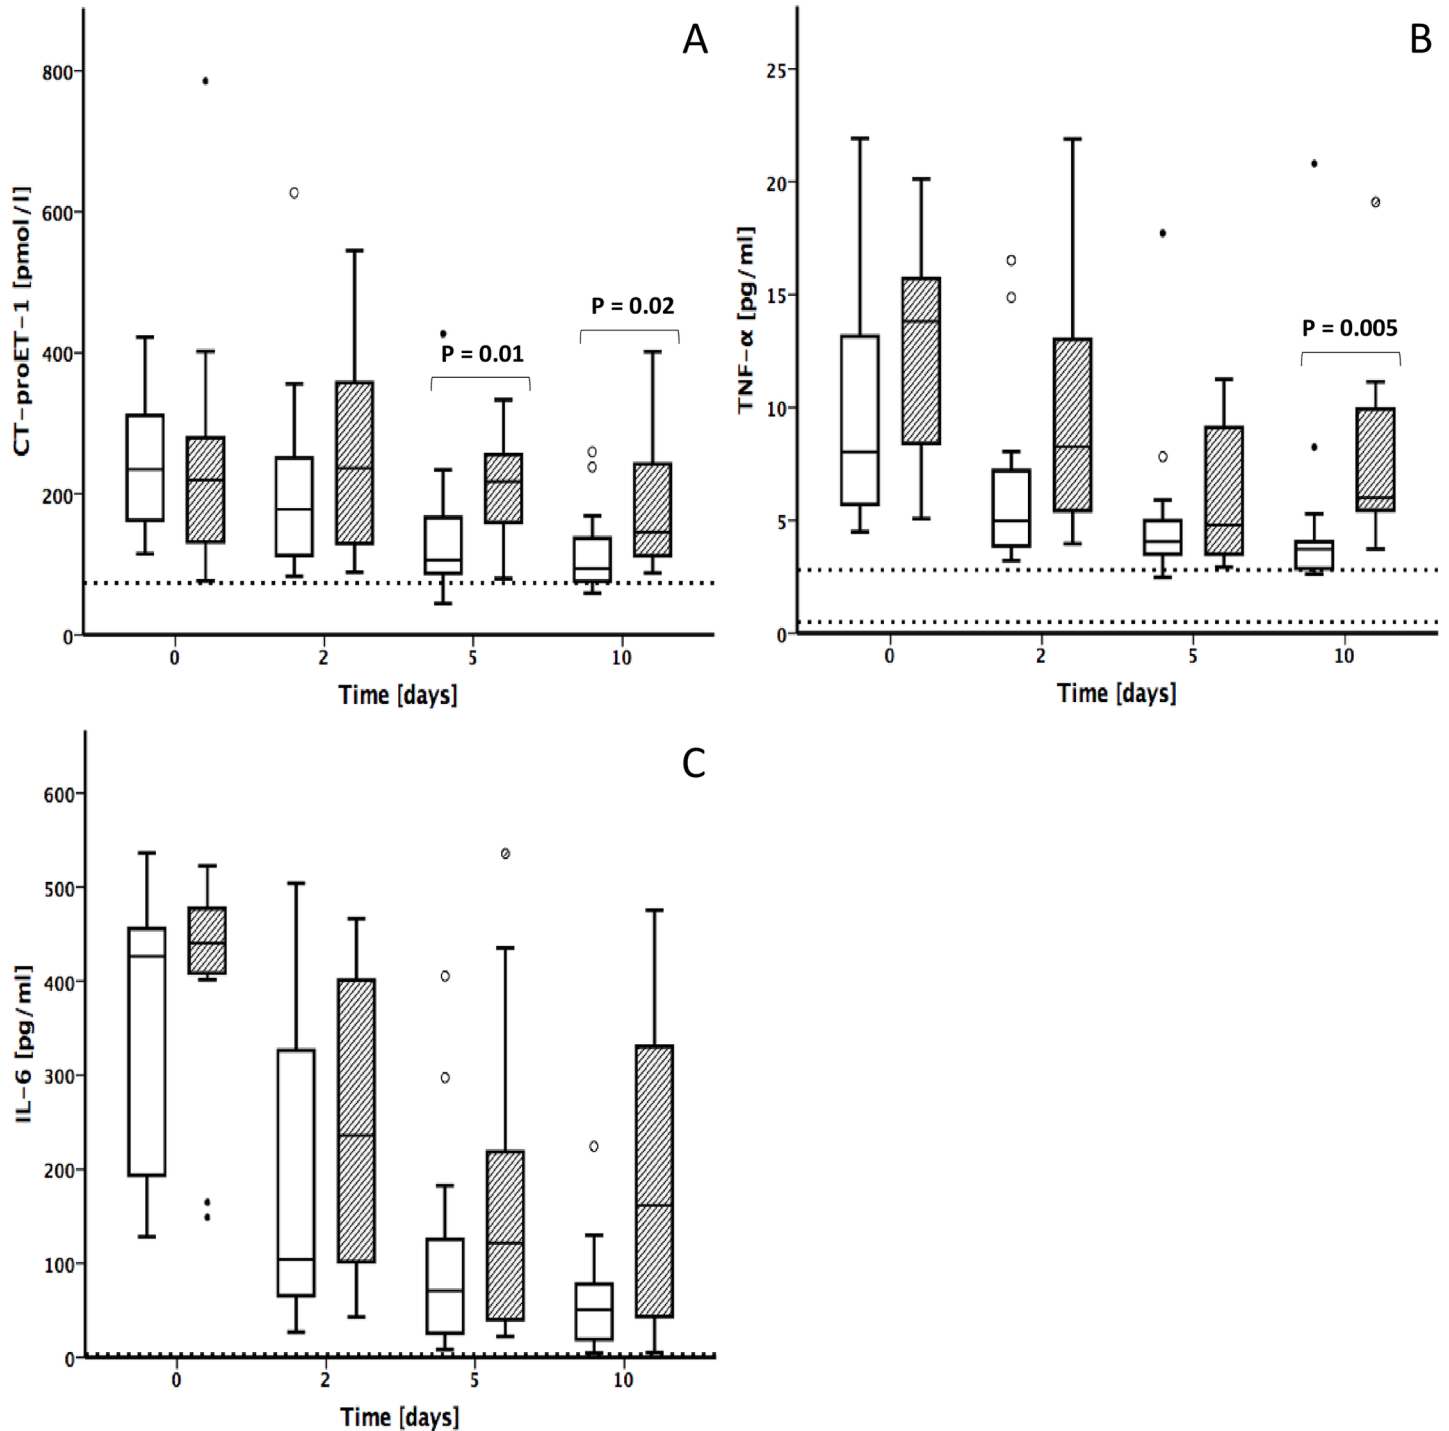 A
CT-proET-1 [pmol/l]
800
600
400
200
0
P = 0.01
P = 0.02
0 2 5 10
Time [days]
B
TNF-α [pg/ml]
25
20
15
10
5
0
P = 0.005
0 2 5 10
Time [days]
C
IL-6 [pg/ml]
600
500
400
300
200
100
0
0 2 5 10
Time [days]